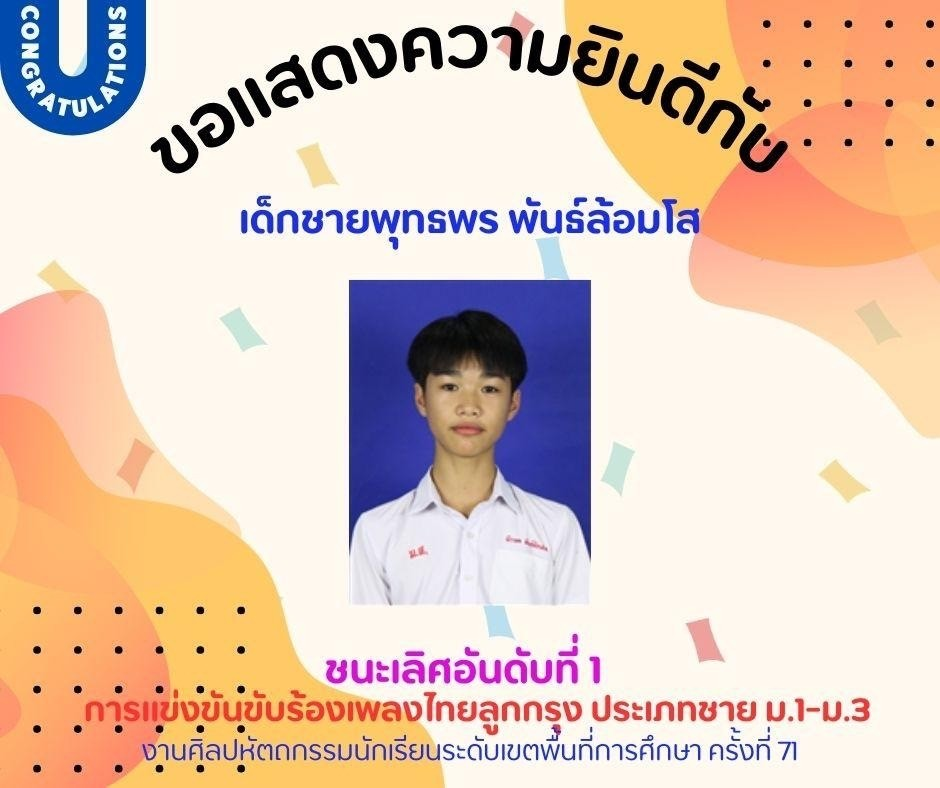 CONGRATULATIONS
ขอแสดงความยินดีกับ
เด็กชายพุทธพร พันธ์ล้อมโส
ม.ส.
ชนะเลิศอันดับที่ 1
การแข่งขันขับร้องเพลงไทยลูกกรุง ประเภทชาย ม.1-ม.3
งานศิลปหัตถกรรมนักเรียนระดับเขตพื้นที่การศึกษา ครั้งที่ 71